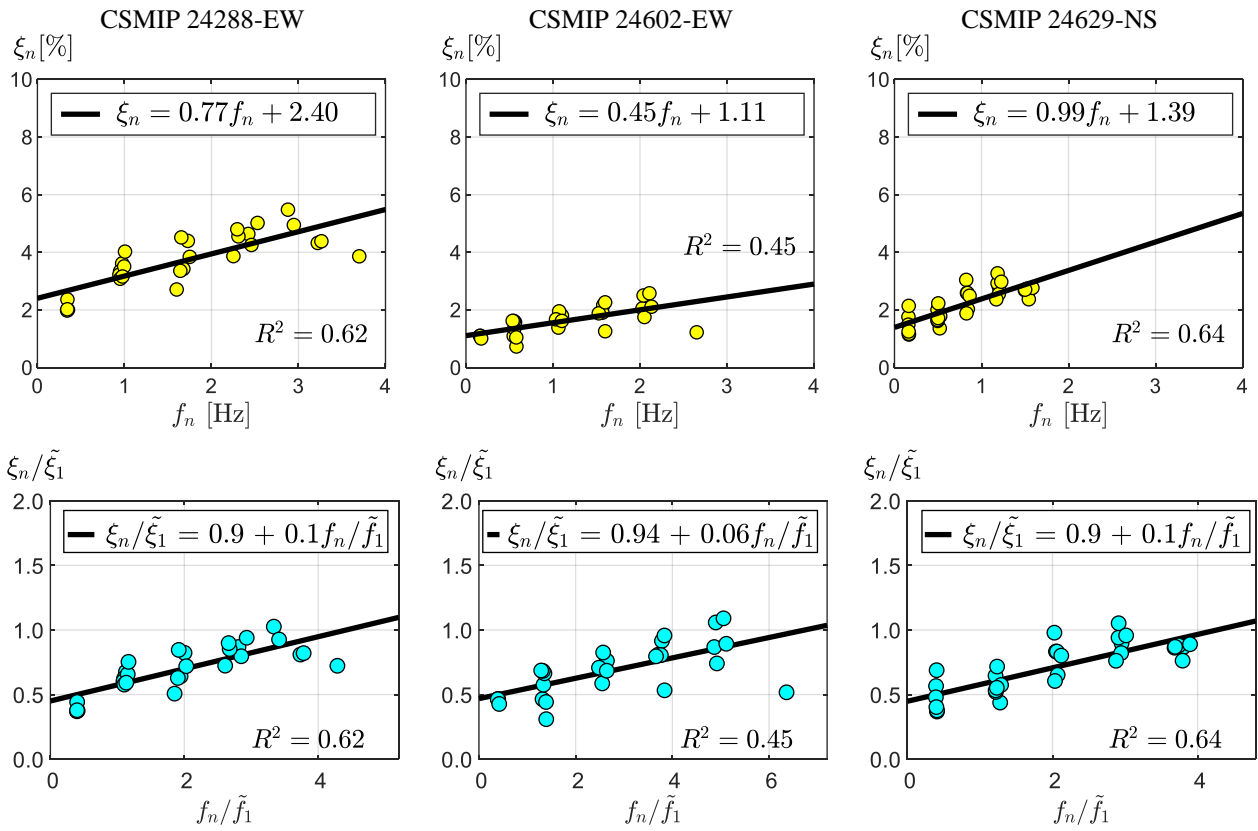 CSMIP 24288-EW
CSMIP 24602-EW
CSMIP 24629-NS
ξₙ[%]
10
8
6
4
2
0
0 1 2 3 4
ξₙ = 0.77fₙ + 2.40
R² = 0.62
fₙ [Hz]
ξₙ[%]
10
8
6
4
2
0
0 1 2 3 4
ξₙ = 0.45fₙ + 1.11
R² = 0.45
fₙ [Hz]
ξₙ[%]
10
8
6
4
2
0
0 1 2 3 4
ξₙ = 0.99fₙ + 1.39
R² = 0.64
fₙ [Hz]
ξₙ/ξ̃₁
2.0
1.5
1.0
0.5
0.0
0 2 4
ξₙ/ξ̃₁ = 0.9 + 0.1fₙ/f̃₁
R² = 0.62
fₙ/f̃₁
ξₙ/ξ̃₁
2.0
1.5
1.0
0.5
0.0
0 2 4 6
ξₙ/ξ̃₁ = 0.94 + 0.06fₙ/f̃₁
R² = 0.45
fₙ/f̃₁
ξₙ/ξ̃₁
2.0
1.5
1.0
0.5
0.0
0 2 4
ξₙ/ξ̃₁ = 0.9 + 0.1fₙ/f̃₁
R² = 0.64
fₙ/f̃₁